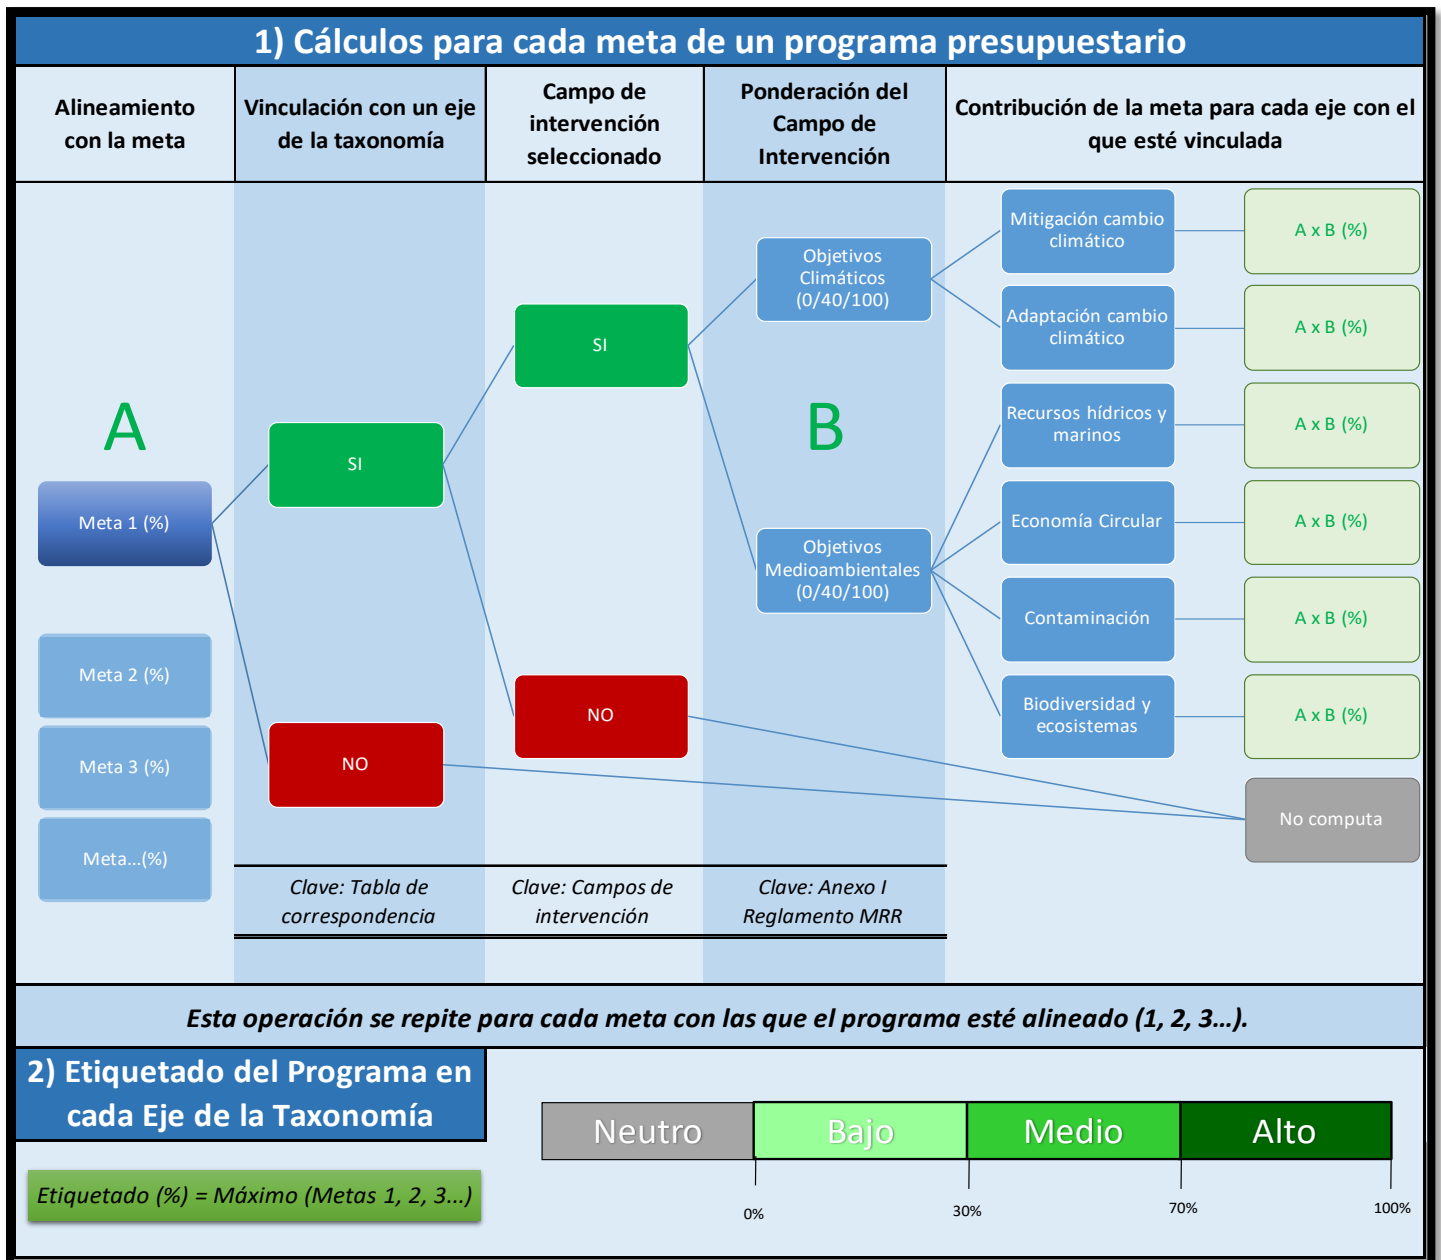 1) Cálculos para cada meta de un programa presupuestario
Alineamiento
con la meta
Vinculación con un eje
de la taxonomía
Campo de
intervención
seleccionado
Ponderación del
Campo de
Intervención
Contribución de la meta para cada eje con el
que esté vinculada
A
Meta 1 (%)
Meta 2 (%)
Meta 3 (%)
Meta...(%)
SI
NO
SI
NO
Objetivos
Climáticos
(0/40/100)
B
Objetivos
Medioambientales
(0/40/100)
Mitigación cambio
climático
A x B (%)
Adaptación cambio
climático
A x B (%)
Recursos hídricos y
marinos
A x B (%)
Economía Circular
A x B (%)
Contaminación
A x B (%)
Biodiversidad y
ecosistemas
A x B (%)
No computa
Clave: Tabla de
correspondencia
Clave: Campos de
intervención
Clave: Anexo I
Reglamento MRR
Esta operación se repite para cada meta con las que el programa esté alineado (1, 2, 3...).
2) Etiquetado del Programa en
cada Eje de la Taxonomía
Etiquetado (%) = Máximo (Metas 1, 2, 3...)
Neutro
Bajo
Medio
Alto
0%
30%
70%
100%